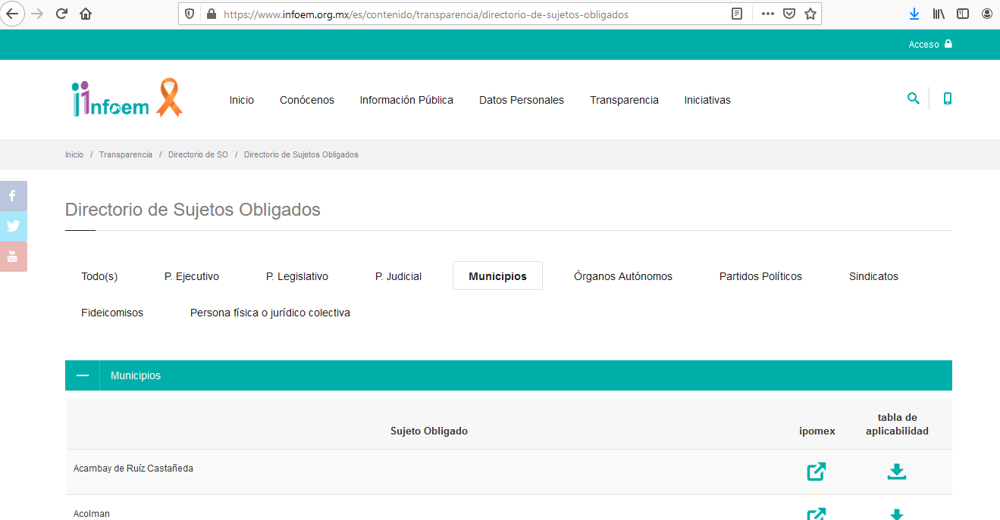 https://www.infoem.org.mx/es/contenido/transparencia/directorio-de-sujetos-obligados
Acceso
infoem
Inicio Conócenos Información Pública Datos Personales Transparencia Iniciativas
Inicio / Transparencia / Directorio de SO / Directorio de Sujetos Obligados
Directorio de Sujetos Obligados
Todo(s) P. Ejecutivo P. Legislativo P. Judicial Municipios Órganos Autónomos Partidos Políticos Sindicatos
Fideicomisos Persona física o jurídico colectiva
Municipios
Sujeto Obligado ipomex tabla de
aplicabilidad
Acambay de Ruíz Castañeda
Acolman